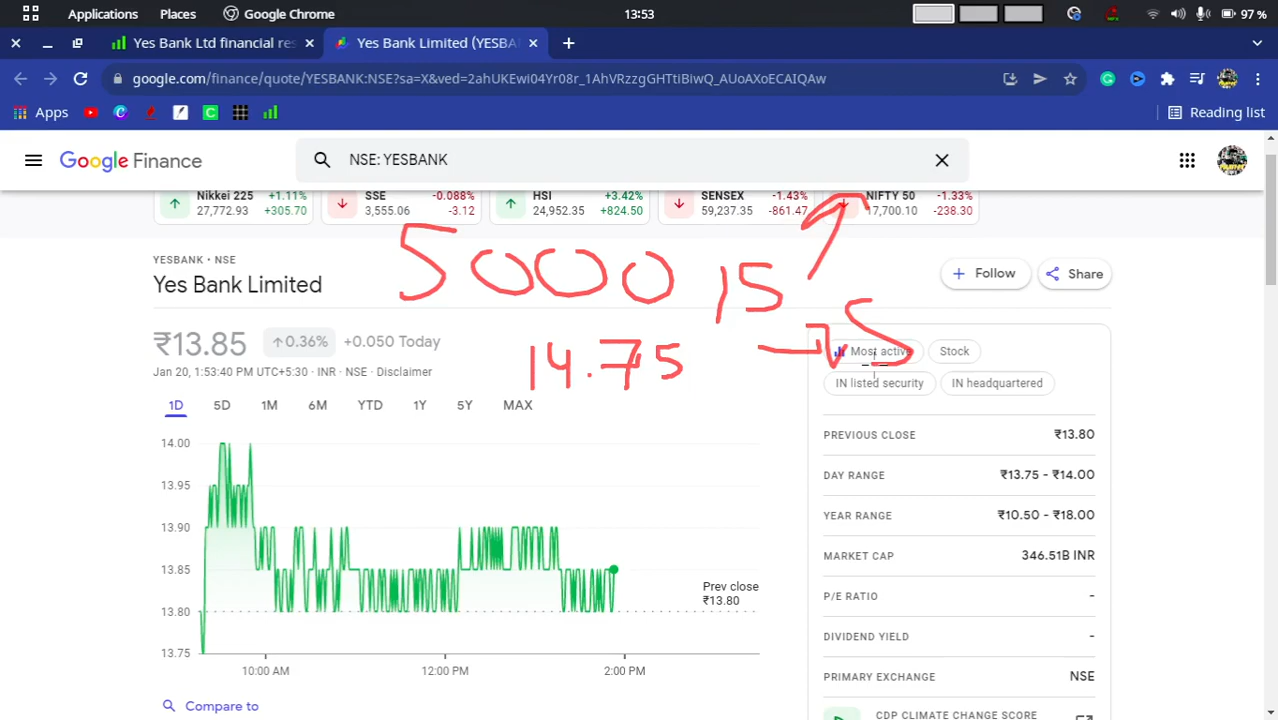 Applications Places Google Chrome 13:53 97 %
Yes Bank Ltd financial res Yes Bank Limited (YESBA
google.com/finance/quote/YESBANK:NSE?sa=X&ved=2ahUKEwi04Yr08r_1AhVRzzgGHTtiBiwQ_AUoAXoECAIQAw
Apps Reading list
Google Finance NSE: YESBANK
Nikkei 225 +1.11% SSE -0.088% HSI +3.42% SENSEX -1.43% NIFTY 50 -1.33%
27,772.93 +305.70 3,555.06 -3.12 24,952.35 +824.50 59,237.35 -861.47 17,700.10 -238.30
5000 15
YESBANK • NSE
Yes Bank Limited
Follow Share
14.75
₹13.85 0.36% +0.050 Today
Jan 20, 1:53:40 PM UTC+5:30 · INR · NSE · Disclaimer
1D 5D 1M 6M YTD 1Y 5Y MAX
14.00
13.95
13.90
13.85
13.80
13.75
Prev close
₹13.80
10:00 AM 12:00 PM 2:00 PM
Compare to
Most active Stock
IN listed security IN headquartered
PREVIOUS CLOSE ₹13.80
DAY RANGE ₹13.75 - ₹14.00
YEAR RANGE ₹10.50 - ₹18.00
MARKET CAP 346.51B INR
P/E RATIO -
DIVIDEND YIELD -
PRIMARY EXCHANGE NSE
CDP CLIMATE CHANGE SCORE